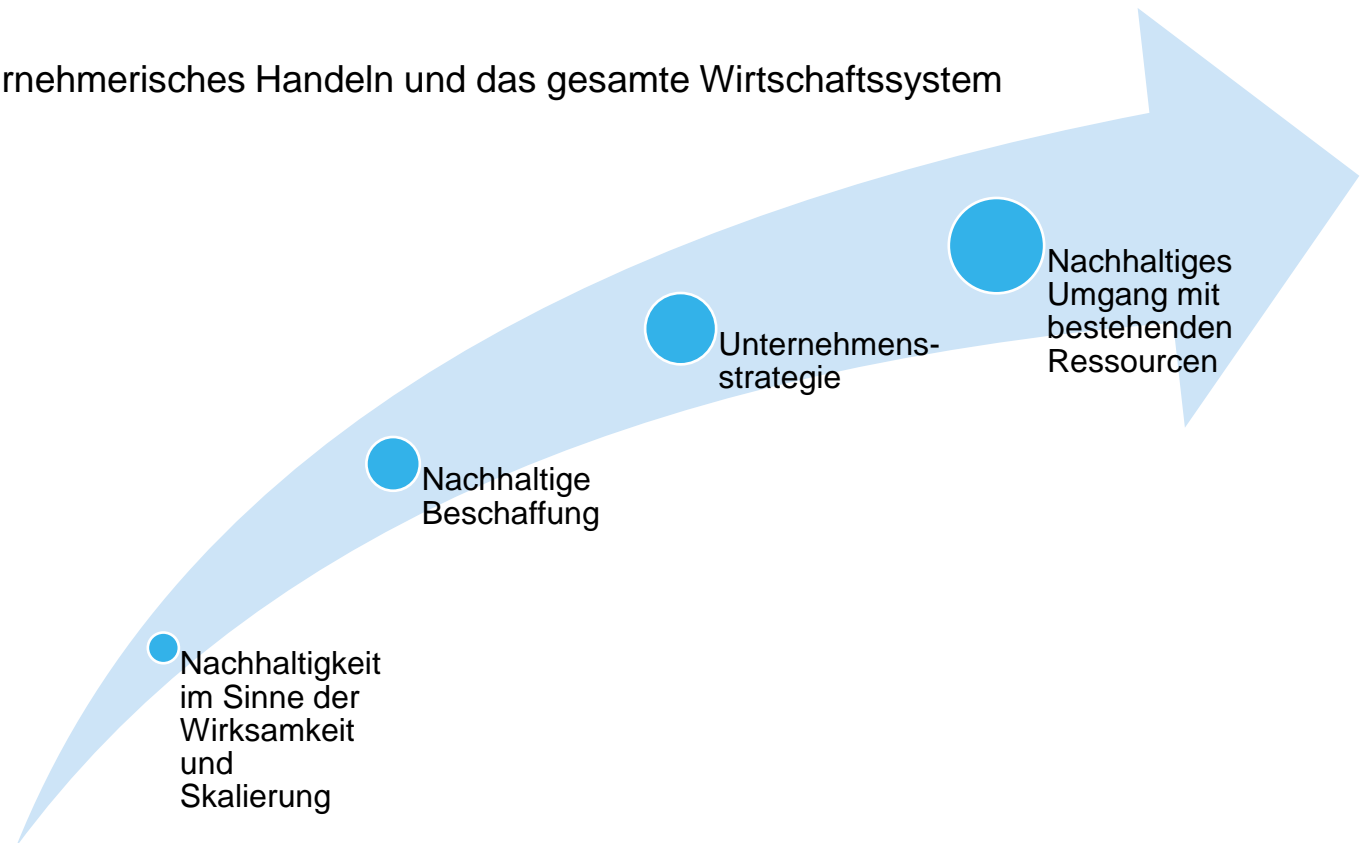 rnehmerisches Handeln und das gesamte Wirtschaftssystem
Nachhaltiges
Umgang mit
bestehenden
Ressourcen
Unternehmens-
strategie
Nachhaltige
Beschaffung
Nachhaltigkeit
im Sinne der
Wirksamkeit
und
Skalierung